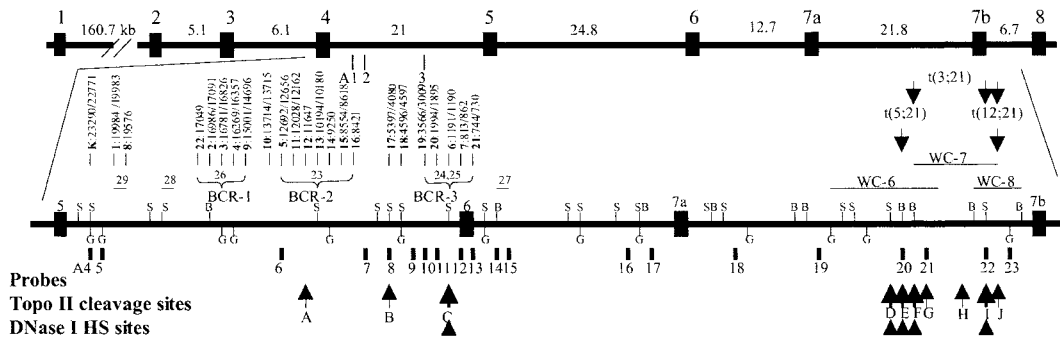 1 2 3 4 5 6 7a 7b 8
160.7 kb 5.1 6.1 21 24.8 12.7 21.8 6.7
A1 2 3
t(3;21)
t(5;21) t(12;21)
K:23290/22771
1:19984/19983
8:19576
22:17049
2:16986/17091
3:16781/16826
4:16269/16357
9:15001/14696
10:13714/13715
5:12692/12656
11:12028/12162
12:11647
13:10194/10180
14:9250
15:8554/8618
16:8421
17:5397/4080
18:4596/4597
19:3566/3009
20:1994/1895
6:1191/1190
7:813/862
21:744/730
29 28 26 23 24,25 27
BCR-1 BCR-2 BCR-3
WC-7
WC-6 WC-8
5 6 7a 7b
S S S S B S S S S S B S S S B S B S B B S S S B B B S B
G G G G G G G G G G G G
A4 5 6 7 8 9 10 11 12 13 14 15 16 17 18 19 20 21 22 23
Probes
Topo II cleavage sites
A B C D E F G H I J
DNase I HS sites